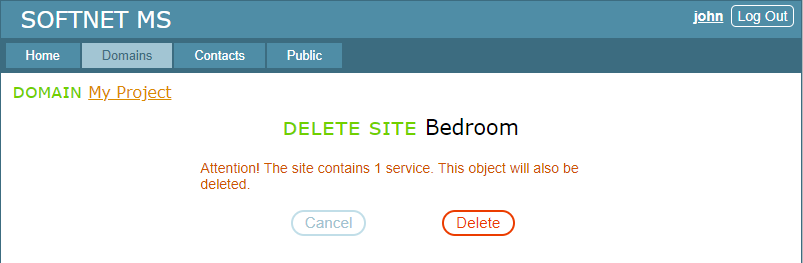 SOFTNET MS
john Log Out
Home Domains Contacts Public
DOMAIN My Project
DELETE SITE Bedroom
Attention! The site contains 1 service. This object will also be
deleted.
Cancel Delete